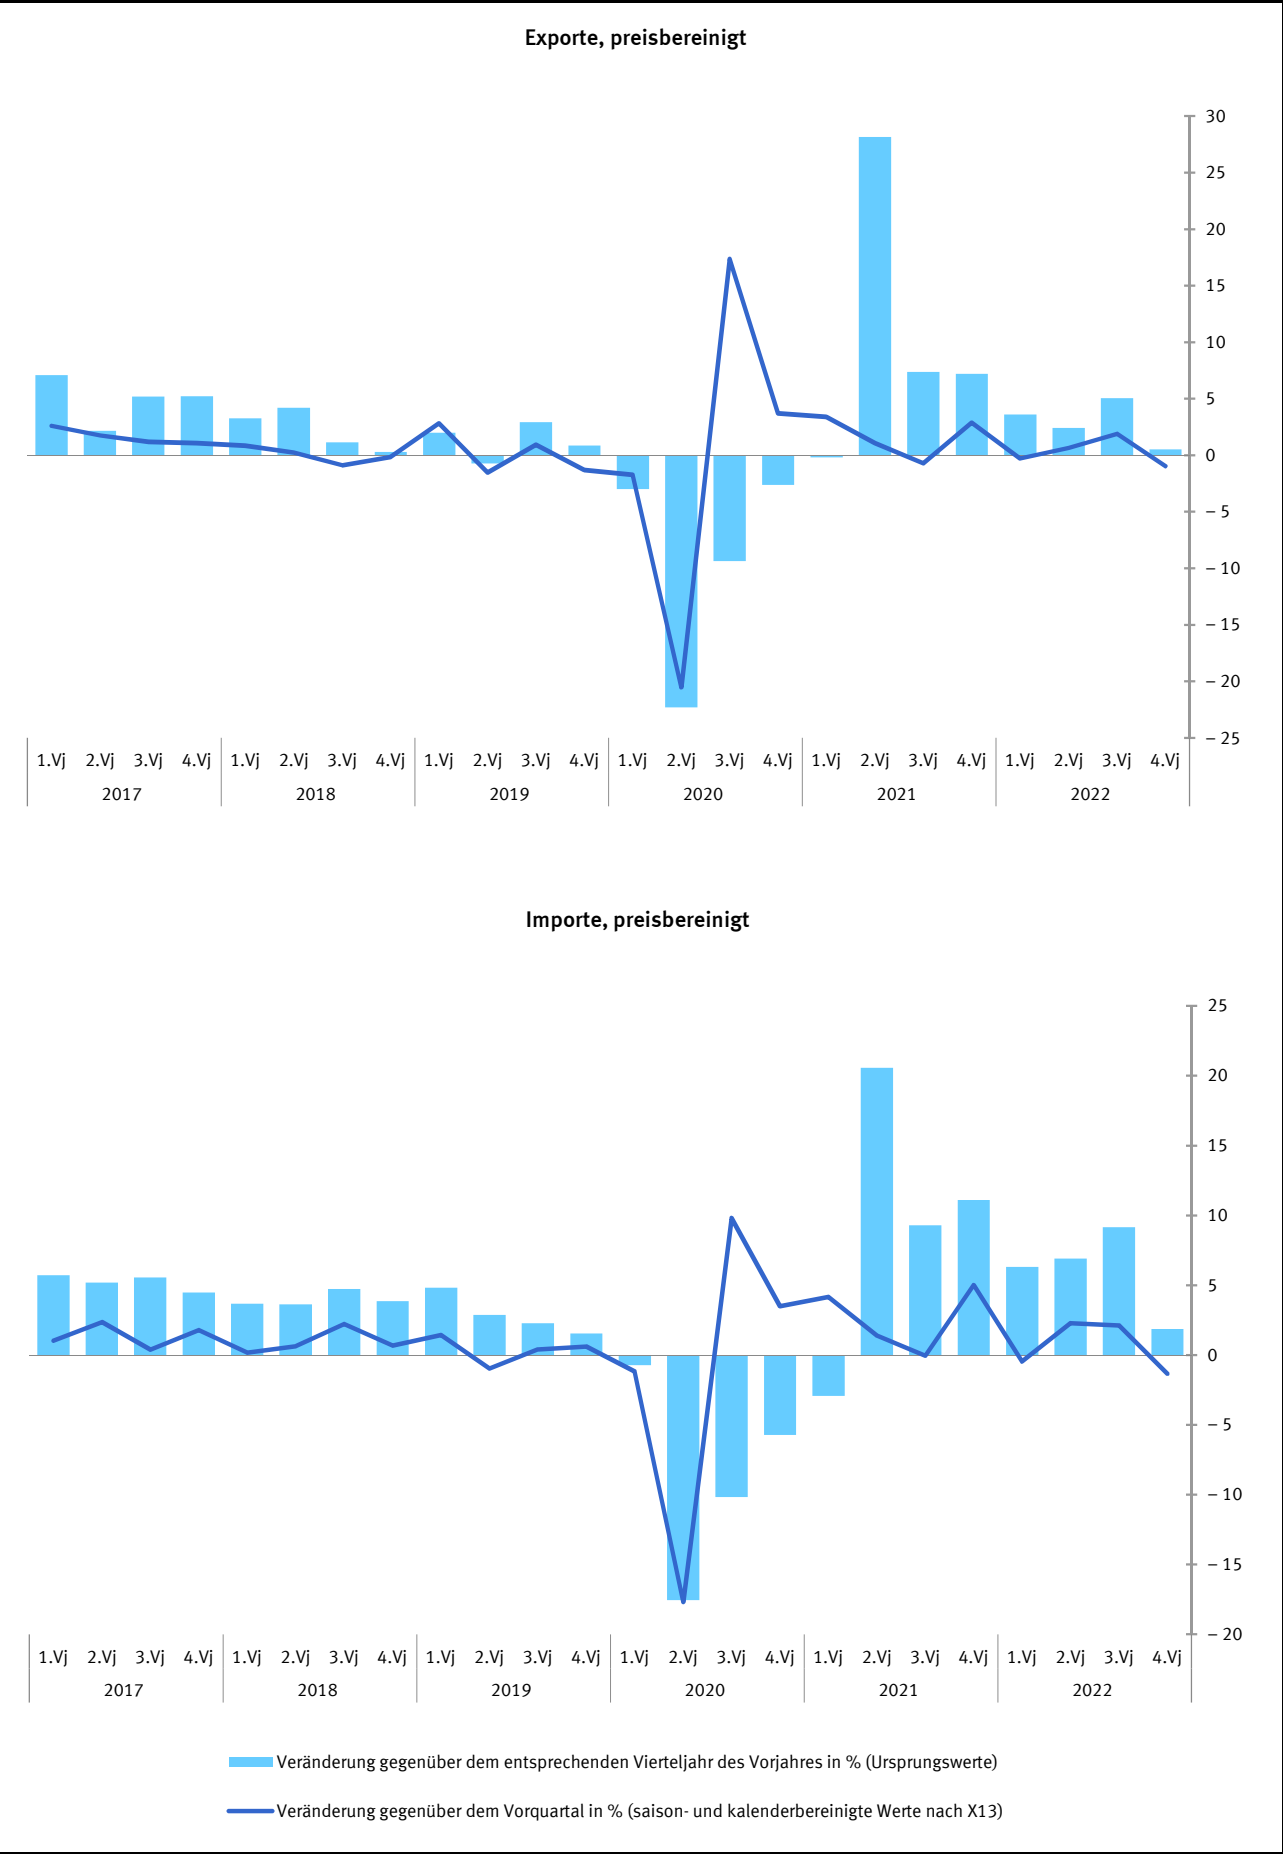 Exporte, preisbereinigt
30
25
20
15
10
5
0
– 5
– 10
– 15
– 20
– 25
1.Vj 2.Vj 3.Vj 4.Vj 1.Vj 2.Vj 3.Vj 4.Vj 1.Vj 2.Vj 3.Vj 4.Vj 1.Vj 2.Vj 3.Vj 4.Vj 1.Vj 2.Vj 3.Vj 4.Vj 1.Vj 2.Vj 3.Vj 4.Vj
2017 2018 2019 2020 2021 2022
Importe, preisbereinigt
25
20
15
10
5
0
– 5
– 10
– 15
– 20
1.Vj 2.Vj 3.Vj 4.Vj 1.Vj 2.Vj 3.Vj 4.Vj 1.Vj 2.Vj 3.Vj 4.Vj 1.Vj 2.Vj 3.Vj 4.Vj 1.Vj 2.Vj 3.Vj 4.Vj 1.Vj 2.Vj 3.Vj 4.Vj
2017 2018 2019 2020 2021 2022
Veränderung gegenüber dem entsprechenden Vierteljahr des Vorjahres in % (Ursprungswerte)
Veränderung gegenüber dem Vorquartal in % (saison- und kalenderbereinigte Werte nach X13)